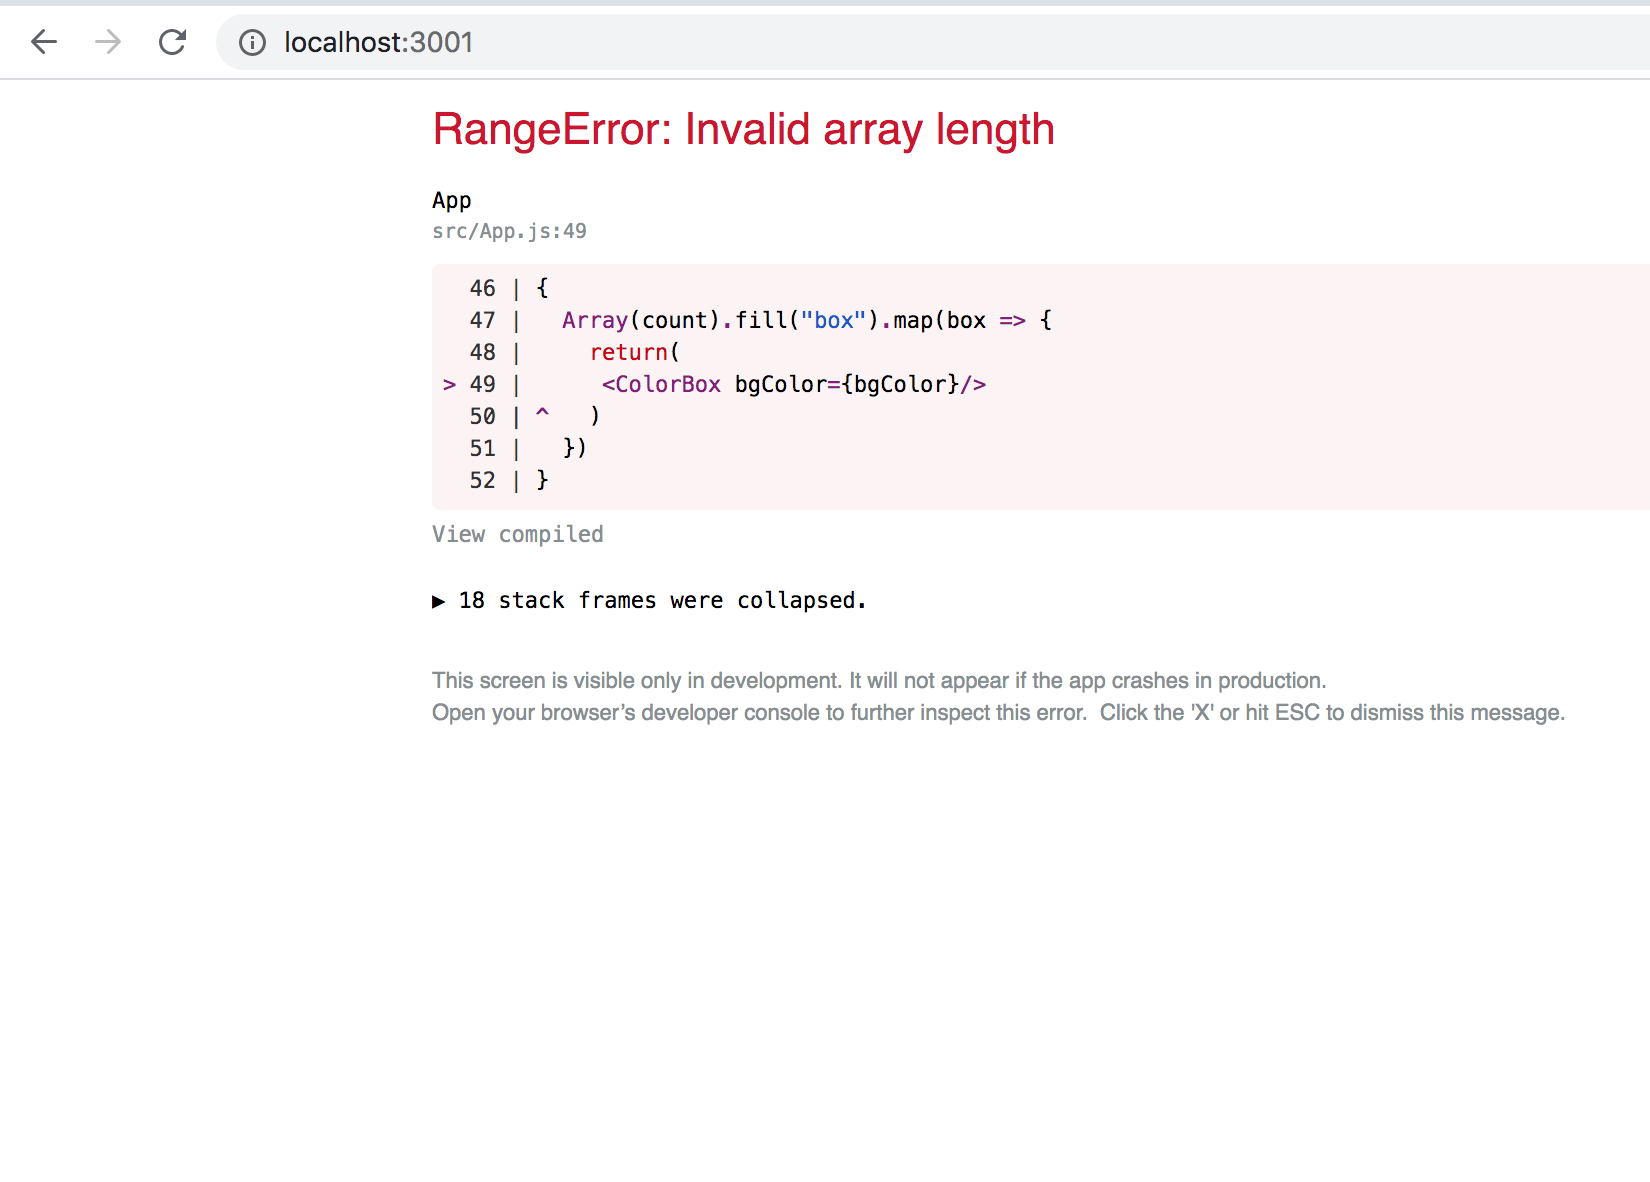 localhost:3001
RangeError: Invalid array length
App
src/App.js:49
46 | {
47 |   Array(count).fill("box").map(box => {
48 |     return(
> 49 |      <ColorBox bgColor={bgColor}/>
50 | ^   )
51 |   })
52 | }
View compiled
▶ 18 stack frames were collapsed.
This screen is visible only in development. It will not appear if the app crashes in production.
Open your browser’s developer console to further inspect this error.  Click the 'X' or hit ESC to dismiss this message.